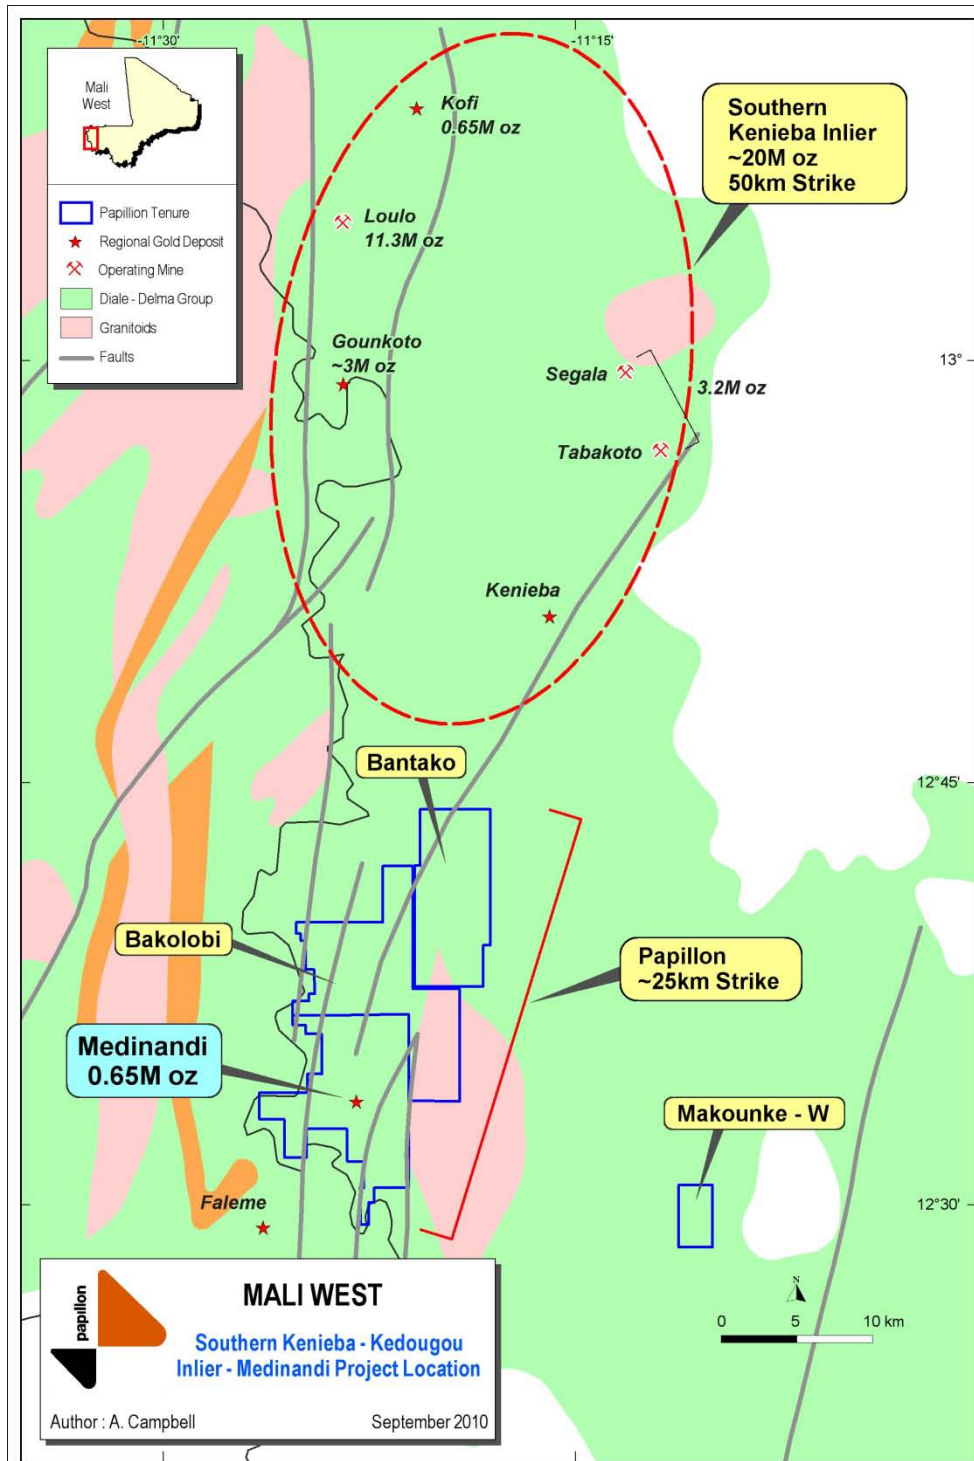 -11°30'
-11°15'
Mali
West
Papillion Tenure
Regional Gold Deposit
Operating Mine
Diale - Delma Group
Granitoids
Faults
Kofi
0.65M oz
Southern
Kenieba Inlier
~20M oz
50km Strike
Loulo
11.3M oz
Gounkoto
~3M oz
13°
Segala
3.2M oz
Tabakoto
Kenieba
Bantako
12°45'
Bakolobi
Papillon
~25km Strike
Medinandi
0.65M oz
Makounke - W
Faleme
12°30'
N
0 5 10 km
papillon
MALI WEST
Southern Kenieba - Kedougou
Inlier - Medinandi Project Location
Author : A. Campbell September 2010